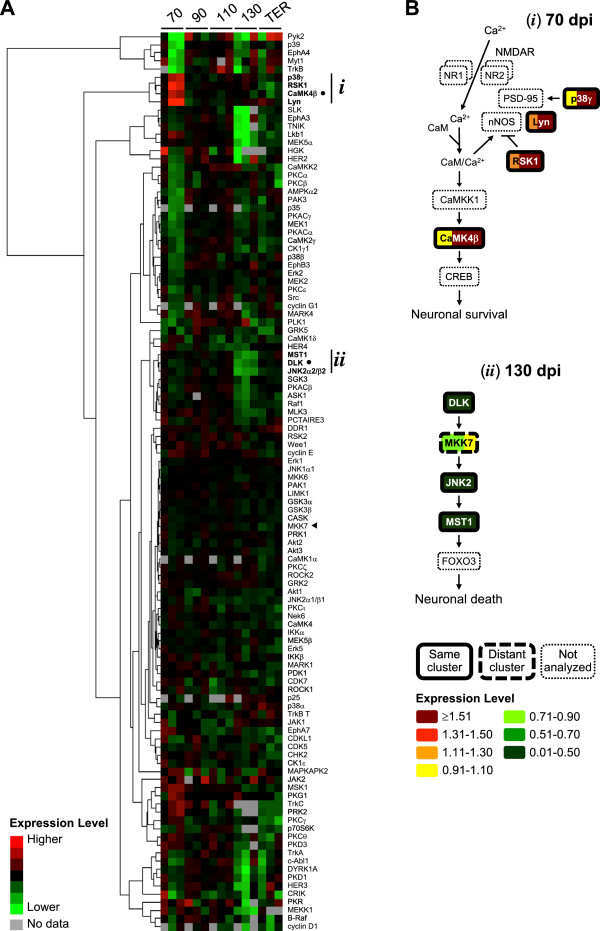 A
70 90 110 130 TER
Pyk2
p39
EphA4
Myt1
TrkB
p38γ
RSK1
CaMK4β
Lyn
i
SLK
EphA3
TNIK
Lkb1
MEK5α
HGK
HER2
CaMKK2
PKCα
PKCβ
AMPKα2
PAK3
p35
PKACγ
MEK1
PKACα
CaMK2γ
CK1γ1
p38β
EphB3
Erk2
MEK2
PKCε
Src
cyclin G1
MARK4
PLK1
GRK5
CaMK1δ
HER4
MST1
DLK
JNK2α2/β2
ii
SGK3
PKACβ
ASK1
Raf1
MLK3
PCTAIRE3
DDR1
RSK2
Wee1
cyclin E
Erk1
JNK1α1
MKK6
PAK1
LIMK1
GSK3α
GSK3β
CASK
MKK7
PRK1
Akt2
Akt3
CaMK1α
PKCζ
ROCK2
GRK2
Akt1
JNK2α1/β1
PKCι
Nek6
CaMK4
IKKα
MEK5β
Erk5
IKKβ
MARK1
PDK1
CDK7
ROCK1
p25
p38α
TrkB T
JAK1
EphA7
CDKL1
CDK5
CHK2
CK1ε
MAPKAPK2
JAK2
MSK1
PKG1
TrkC
PRK2
PKCγ
p70S6K
PKCθ
PKD3
TrkA
c-Abl1
DYRK1A
PKD1
HER3
CRIK
PKR
MEKK1
B-Raf
cyclin D1
Expression Level
Higher
Lower
No data
B
(i) 70 dpi
Ca²⁺
NMDAR
NR1
NR2
PSD-95
p38γ
nNOS
Lyn
Ca²⁺
CaM
CaM/Ca²⁺
RSK1
CaMKK1
CaMK4β
CREB
Neuronal survival
(ii) 130 dpi
DLK
MKK7
JNK2
MST1
FOXO3
Neuronal death
Same cluster
Distant cluster
Not analyzed
Expression Level
≥1.51
1.31-1.50
1.11-1.30
0.91-1.10
0.71-0.90
0.51-0.70
0.01-0.50